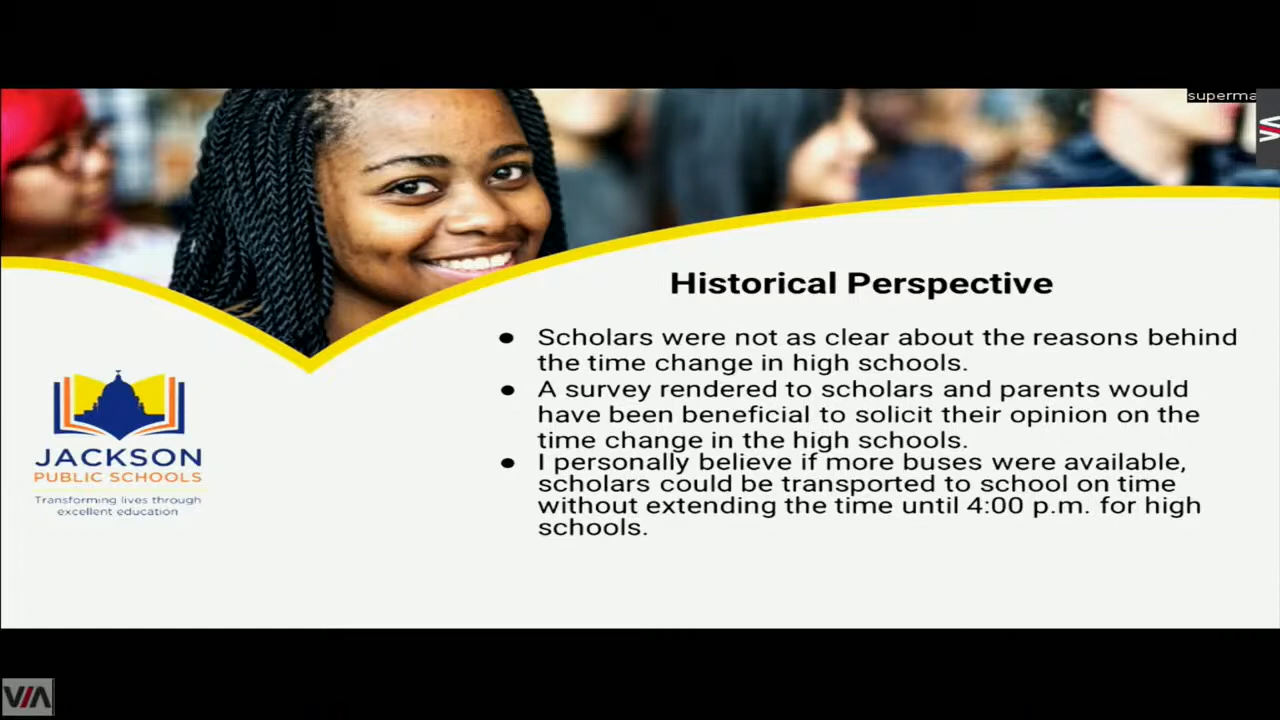 superma
Historical Perspective
● Scholars were not as clear about the reasons behind
the time change in high schools.
● A survey rendered to scholars and parents would
have been beneficial to solicit their opinion on the
time change in the high schools.
● I personally believe if more buses were available,
scholars could be transported to school on time
without extending the time until 4:00 p.m. for high
schools.
JACKSON
PUBLIC SCHOOLS
Transforming lives through
excellent education
VIA